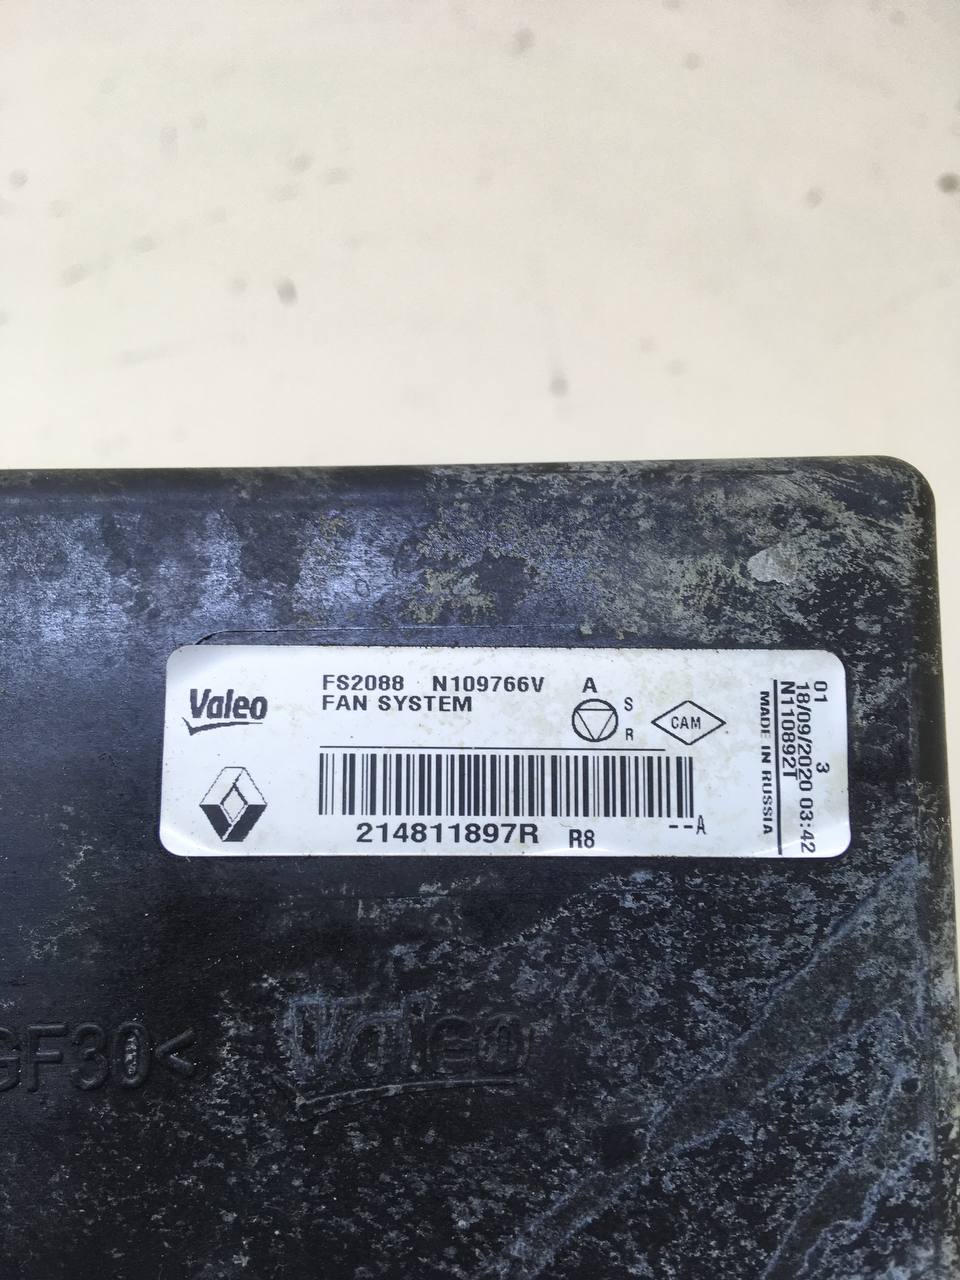 Valeo
FS2088 N109766V
FAN SYSTEM
A
S
R
CAM
214811897R R8 ---A
01 3
18/09/2020 03:42
N110892T
MADE IN RUSSIA
GF30<
Valeo